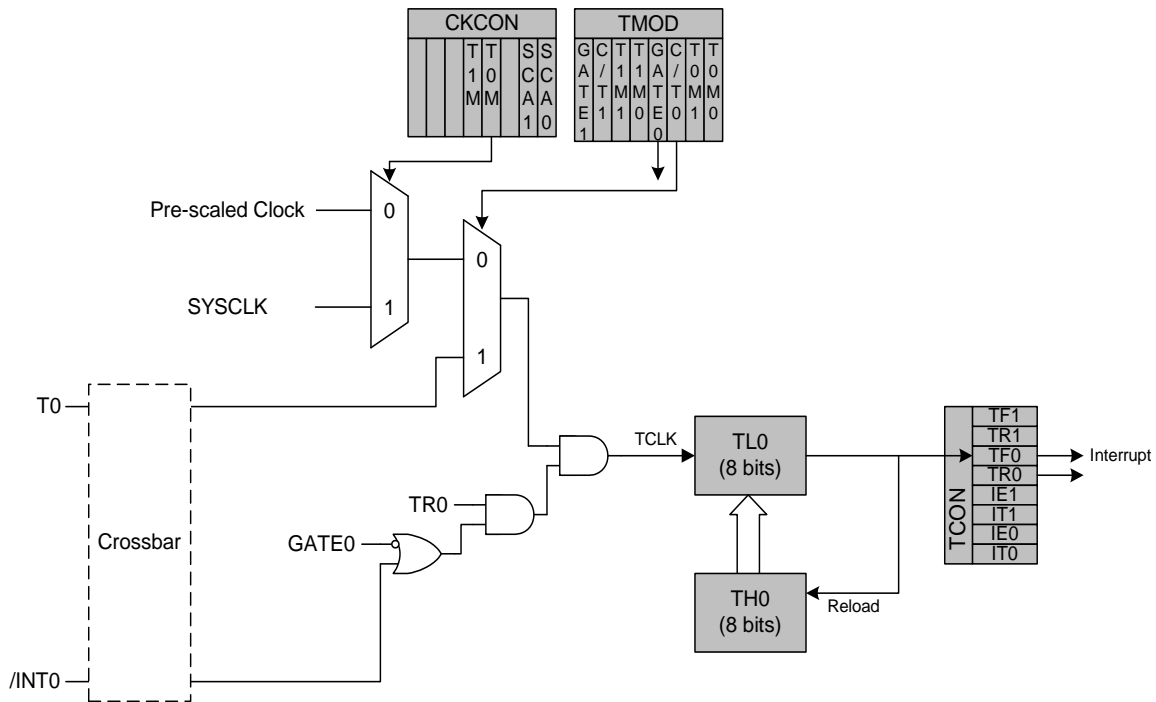 CKCON
T1M
T0M
SCA1
SCA0
TMOD
GATE1
C/T1
T1M1
T1M0
GATE0
C/T0
T0M1
T0M0
Pre-scaled Clock
0
SYSCLK
1
0
1
T0
Crossbar
/INT0
TR0
GATE0
TCLK
TL0
(8 bits)
TH0
(8 bits)
Reload
TCON
TF1
TR1
TF0
TR0
IE1
IT1
IE0
IT0
Interrupt